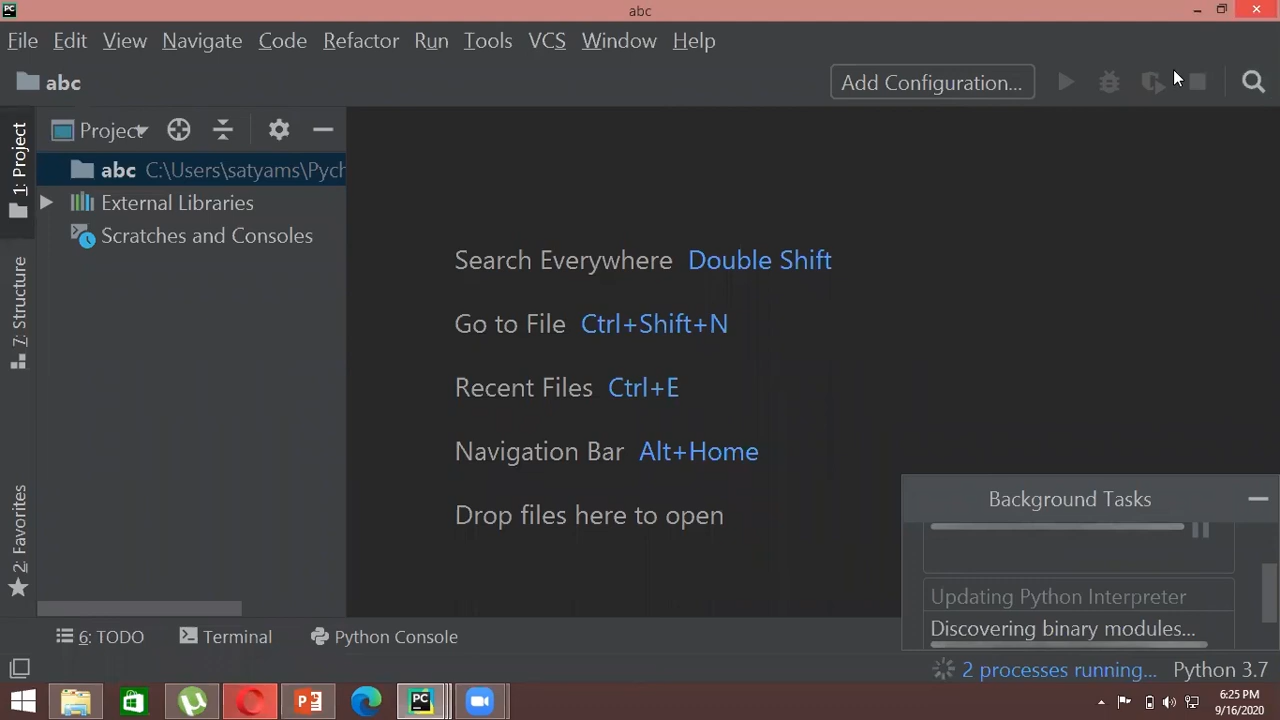 PC
abc
File Edit View Navigate Code Refactor Run Tools VCS Window Help
abc
Add Configuration...
Project
1: Project
abc C:\Users\satyams\Pych
External Libraries
Scratches and Consoles
7: Structure
2: Favorites
Search Everywhere Double Shift
Go to File Ctrl+Shift+N
Recent Files Ctrl+E
Navigation Bar Alt+Home
Drop files here to open
Background Tasks
Updating Python Interpreter
Discovering binary modules...
6: TODO Terminal Python Console
2 processes running... Python 3.7
PC
6:25 PM
9/16/2020